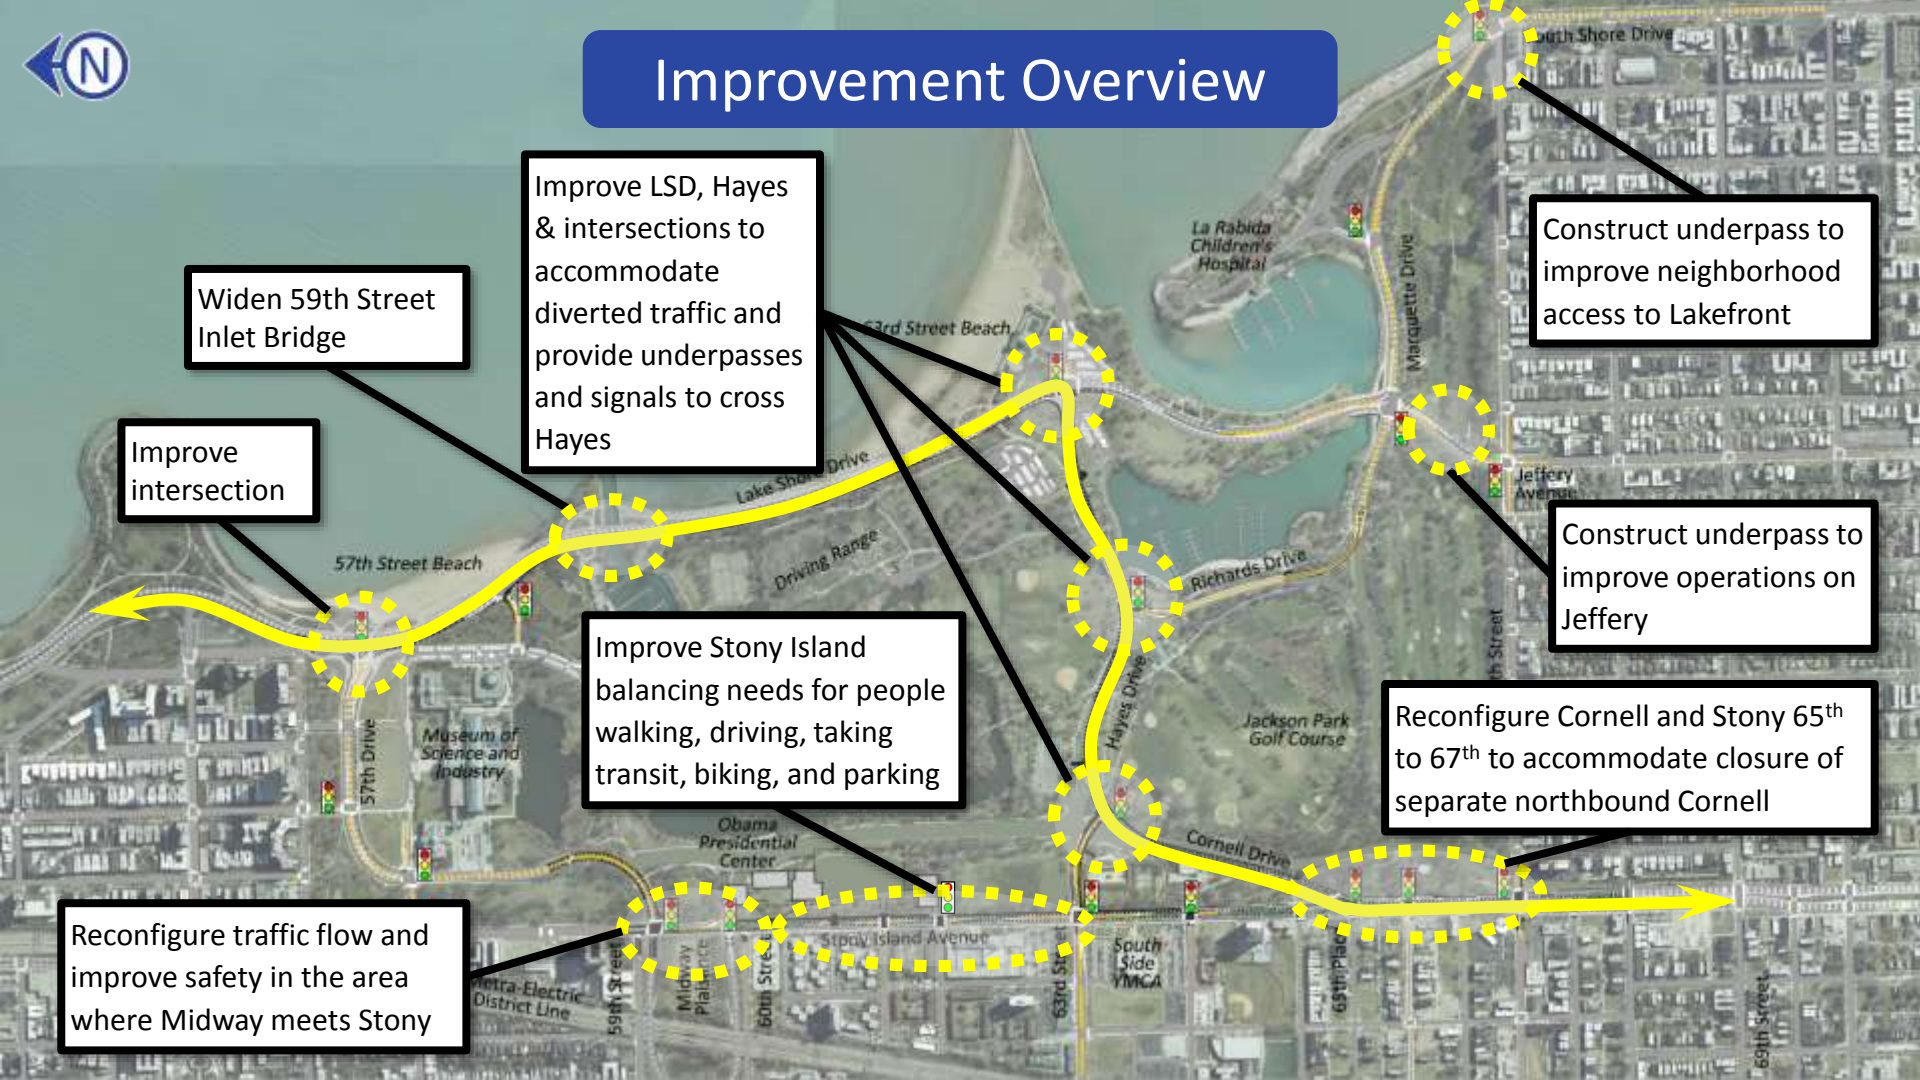 N
Improvement Overview
South Shore Drive
Improve LSD, Hayes
& intersections to
accommodate
diverted traffic and
provide underpasses
and signals to cross
Hayes
Construct underpass to
improve neighborhood
access to Lakefront
La Rabida
Children's
Hospital
Marquette Drive
Widen 59th Street
Inlet Bridge
63rd Street Beach
Improve
intersection
Lake Shore Drive
Jeffery
Avenue
57th Street Beach
Driving Range
Richards Drive
Construct underpass to
improve operations on
Jeffery
Street
Improve Stony Island
balancing needs for people
walking, driving, taking
transit, biking, and parking
Hayes Drive
Jackson Park
Golf Course
Reconfigure Cornell and Stony 65th
to 67th to accommodate closure of
separate northbound Cornell
57th Drive
Museum of
Science and
Industry
Obama
Presidential
Center
Cornell Drive
Reconfigure traffic flow and
improve safety in the area
where Midway meets Stony
Metra-Electric
District Line
59th Street
Midway
Plaisance
60th Street
Stony Island Avenue
63rd Street
South
Side
YMCA
65th Place
69th Street